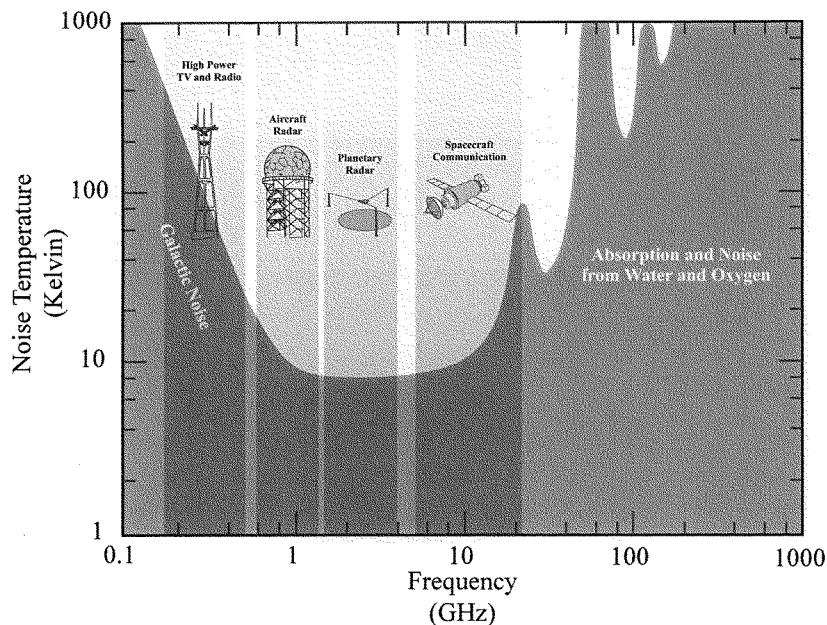 1000
100
10
1
Noise Temperature
(Kelvin)
High Power
TV and Radio
Aircraft
Radar
Planetary
Radar
Spacecraft
Communication
Galactic Noise
Absorption and Noise
from Water and Oxygen
0.1
1
10
100
1000
Frequency
(GHz)